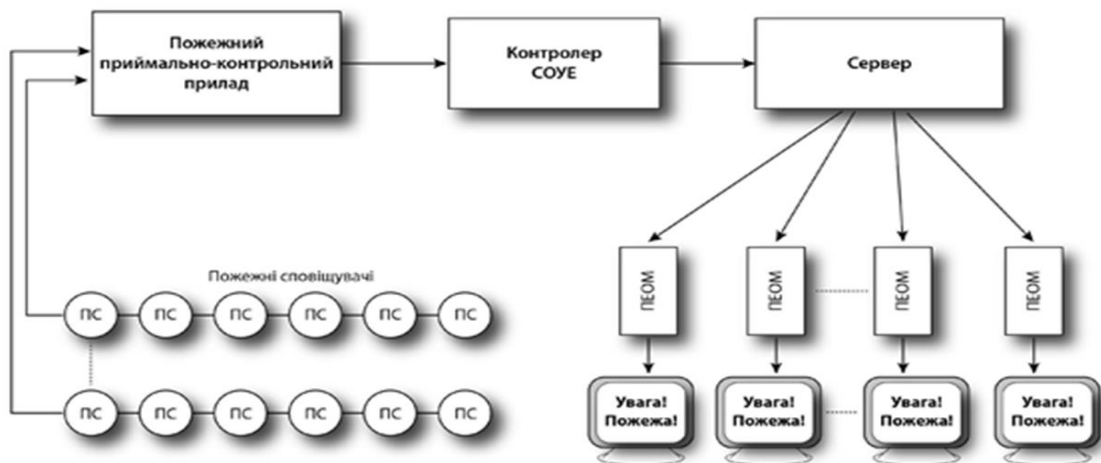 Пожежний
приймально-контрольний
прилад
Контролер
СОУЕ
Сервер
Пожежні сповіщувачі
ПС ПС ПС ПС ПС ПС
ПС ПС ПС ПС ПС ПС
ПЕОМ ПЕОМ ПЕОМ ПЕОМ
Увага!
Пожежа!
Увага!
Пожежа!
Увага!
Пожежа!
Увага!
Пожежа!